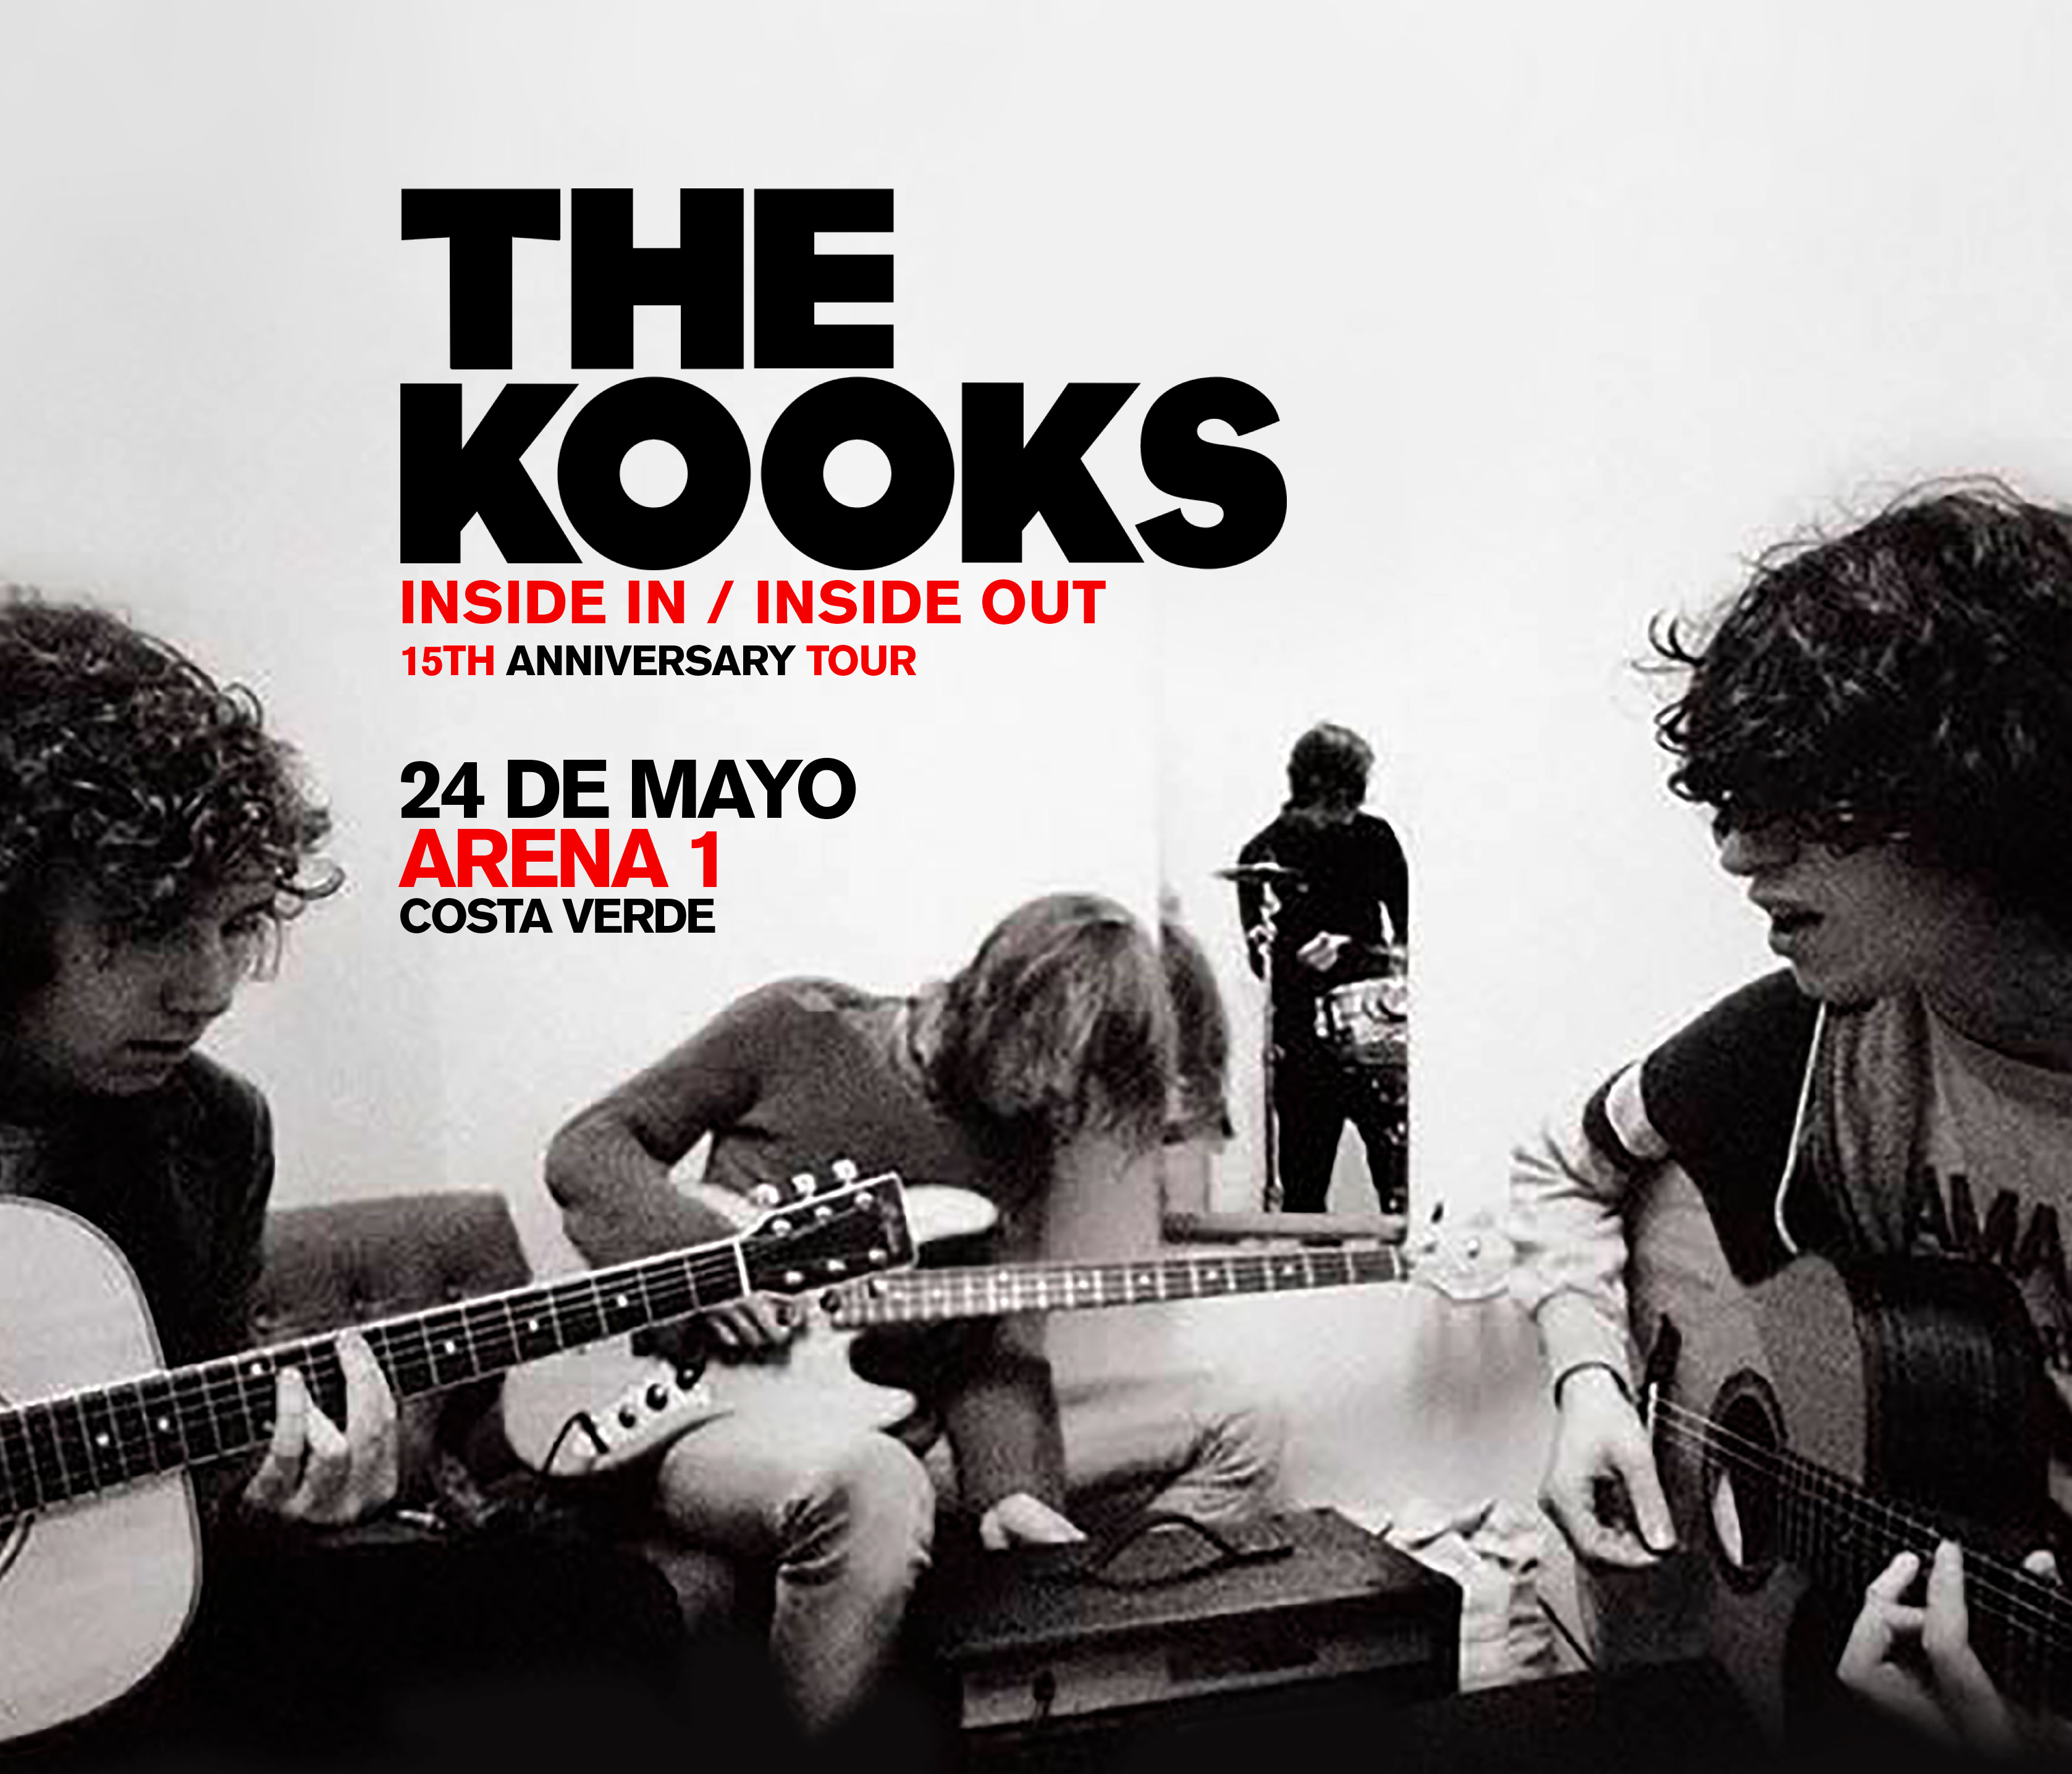 THE
KOOKS
INSIDE IN / INSIDE OUT
15TH ANNIVERSARY TOUR
24 DE MAYO
ARENA 1
COSTA VERDE